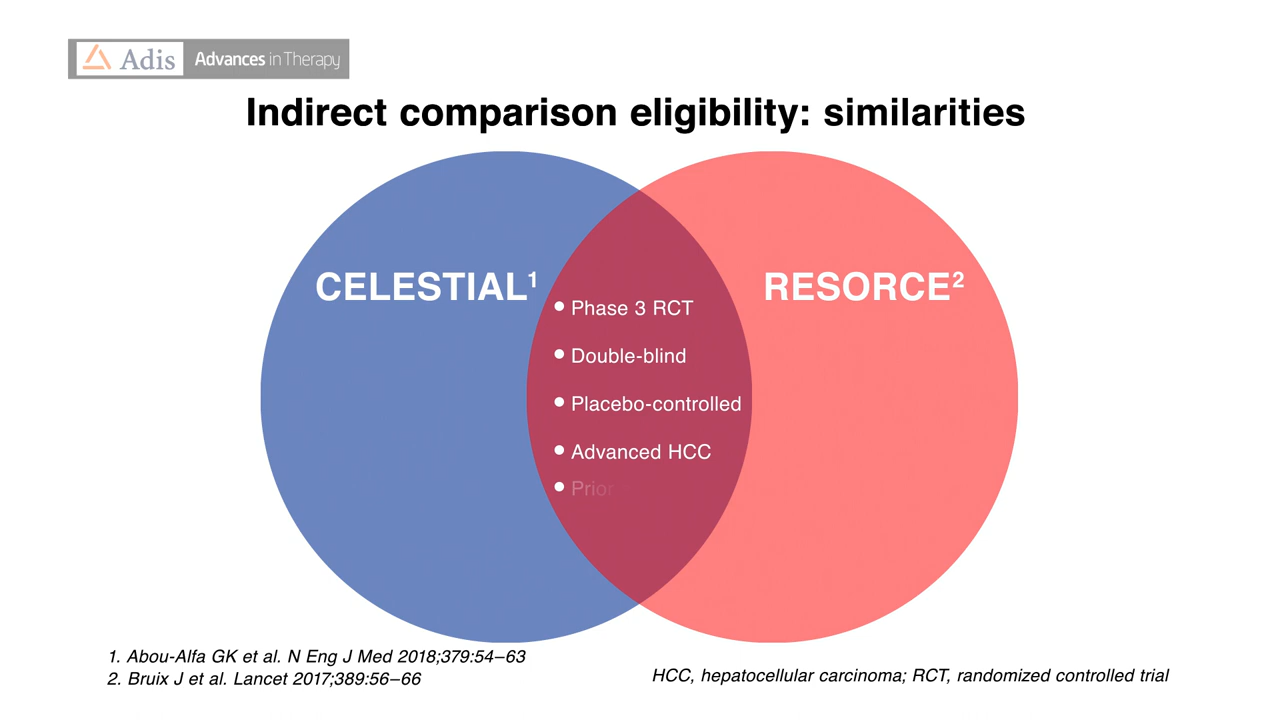 Adis Advances in Therapy
Indirect comparison eligibility: similarities
CELESTIAL¹
RESORCE²
• Phase 3 RCT
• Double-blind
• Placebo-controlled
• Advanced HCC
• Prior
1. Abou-Alfa GK et al. N Eng J Med 2018;379:54–63
2. Bruix J et al. Lancet 2017;389:56–66
HCC, hepatocellular carcinoma; RCT, randomized controlled trial